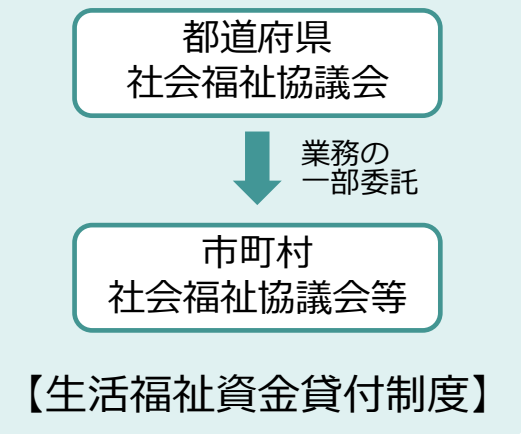 都道府県
社会福祉協議会
業務の
一部委託
市町村
社会福祉協議会等
【生活福祉資金貸付制度】